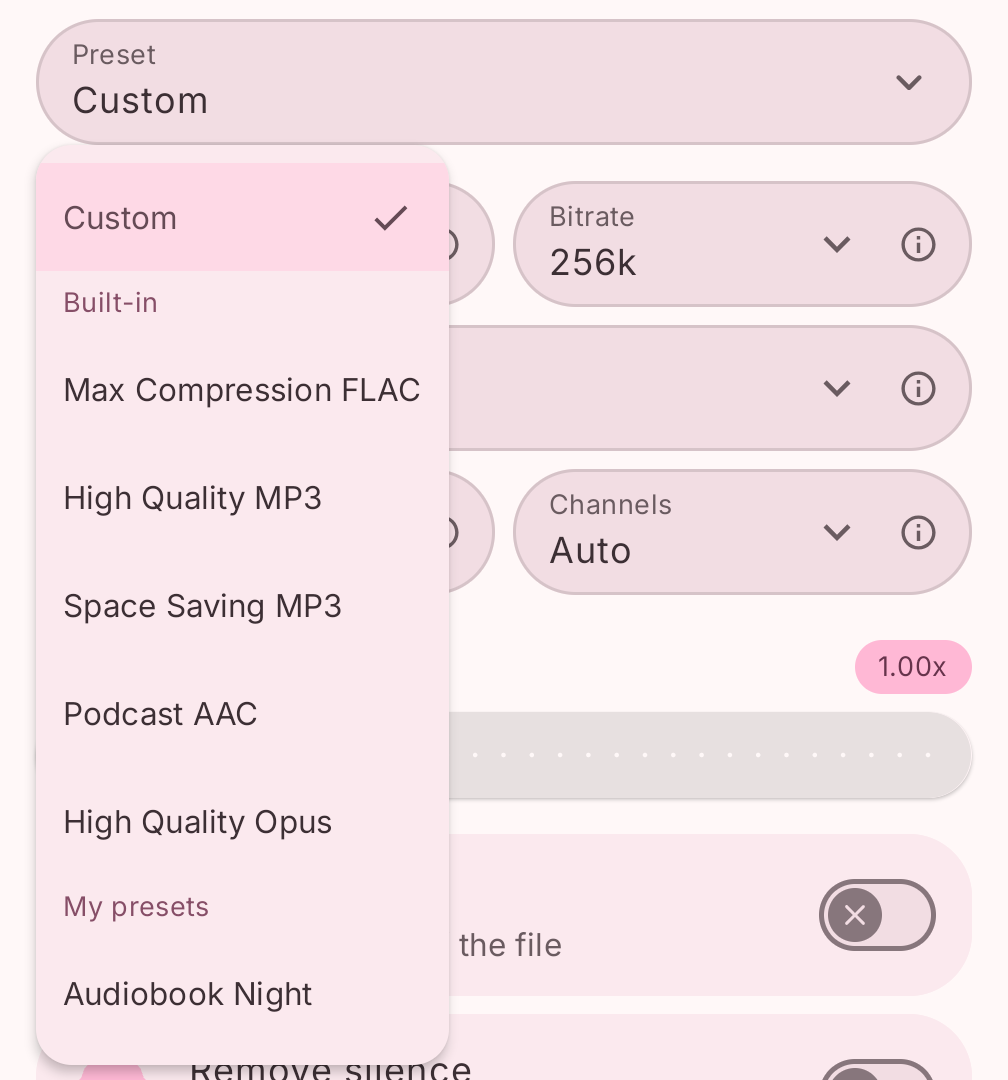 Preset
Custom
Custom
Bitrate
256k
Built-in
Max Compression FLAC
High Quality MP3
Channels
Auto
Space Saving MP3
1.00x
Podcast AAC
High Quality Opus
My presets
the file
Audiobook Night
Remove silence